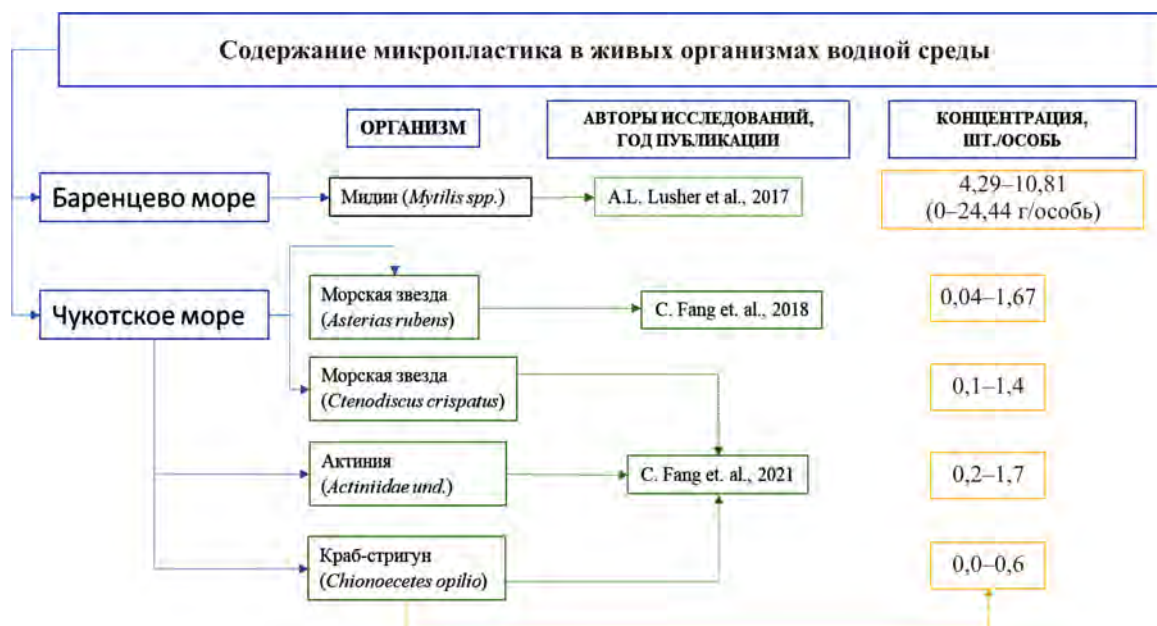 Содержание микропластика в живых организмах водной среды
ОРГАНИЗМ
АВТОРЫ ИССЛЕДОВАНИЙ,
ГОД ПУБЛИКАЦИИ
КОНЦЕНТРАЦИЯ,
ШТ./ОСОБЬ
Баренцево море
Мидии (Mytilis spp.)
A.L. Lusher et al., 2017
4,29–10,81
(0–24,44 г/особь)
Чукотское море
Морская звезда
(Asterias rubens)
C. Fang et. al., 2018
0,04–1,67
Морская звезда
(Ctenodiscus crispatus)
0,1–1,4
Актиния
(Actiniidae und.)
C. Fang et. al., 2021
0,2–1,7
Краб-стригун
(Chionoecetes opilio)
0,0–0,6